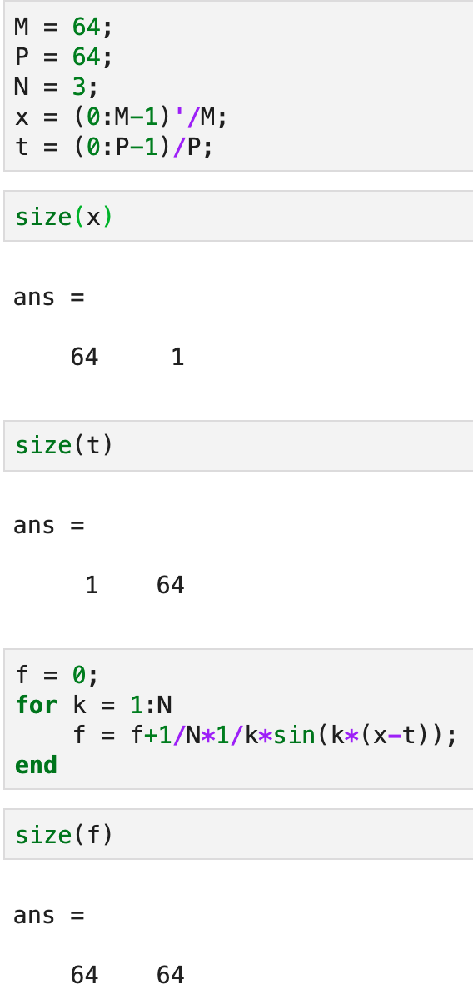 M = 64;
P = 64;
N = 3;
x = (0:M-1)'/M;
t = (0:P-1)/P;
size(x)
ans =
64 1
size(t)
ans =
1 64
f = 0;
for k = 1:N
f = f+1/N*1/k*sin(k*(x-t));
end
size(f)
ans =
64 64